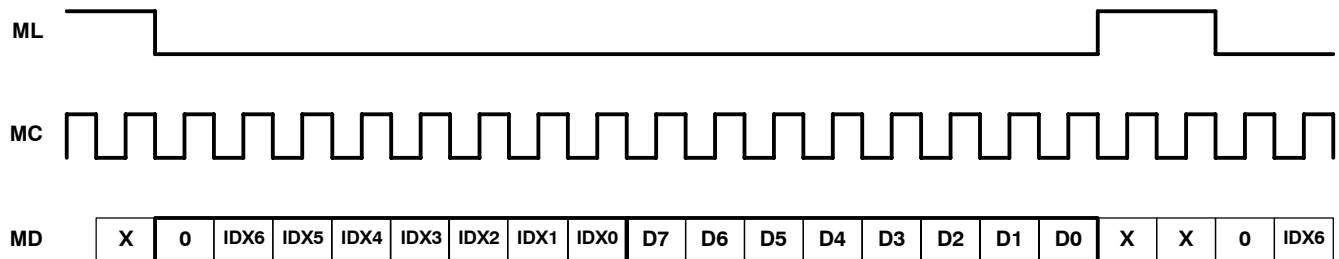 ML
MC
MD X 0 IDX6 IDX5 IDX4 IDX3 IDX2 IDX1 IDX0 D7 D6 D5 D4 D3 D2 D1 D0 X X 0 IDX6